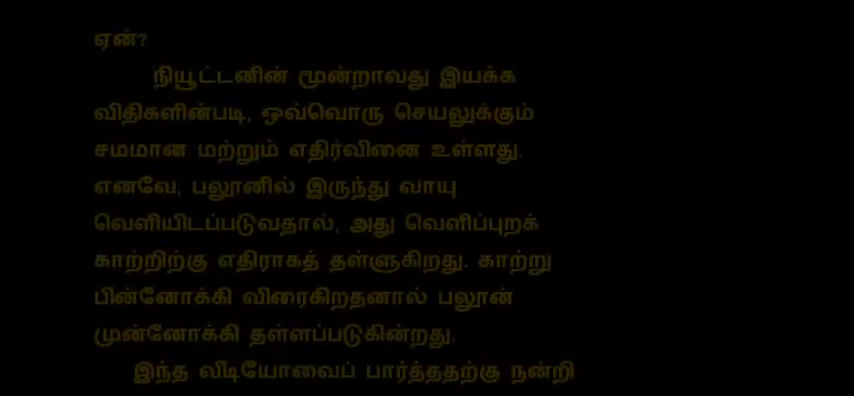 ஏன்?
நியூட்டனின் மூன்றாவது இயக்க
விதிகளின்படி, ஒவ்வொரு செயலுக்கும்
சமமான மற்றும் எதிர்வினை உள்ளது.
எனவே, பலூனில் இருந்து வாயு
வெளியிடப்படுவதால், அது வெளிப்புறக்
காற்றிற்கு எதிராகத் தள்ளுகிறது. காற்று
பின்னோக்கி விரைகிறதனால் பலூன்
முன்னோக்கி தள்ளப்படுகின்றது.
இந்த வீடியோவைப் பார்த்ததற்கு நன்றி